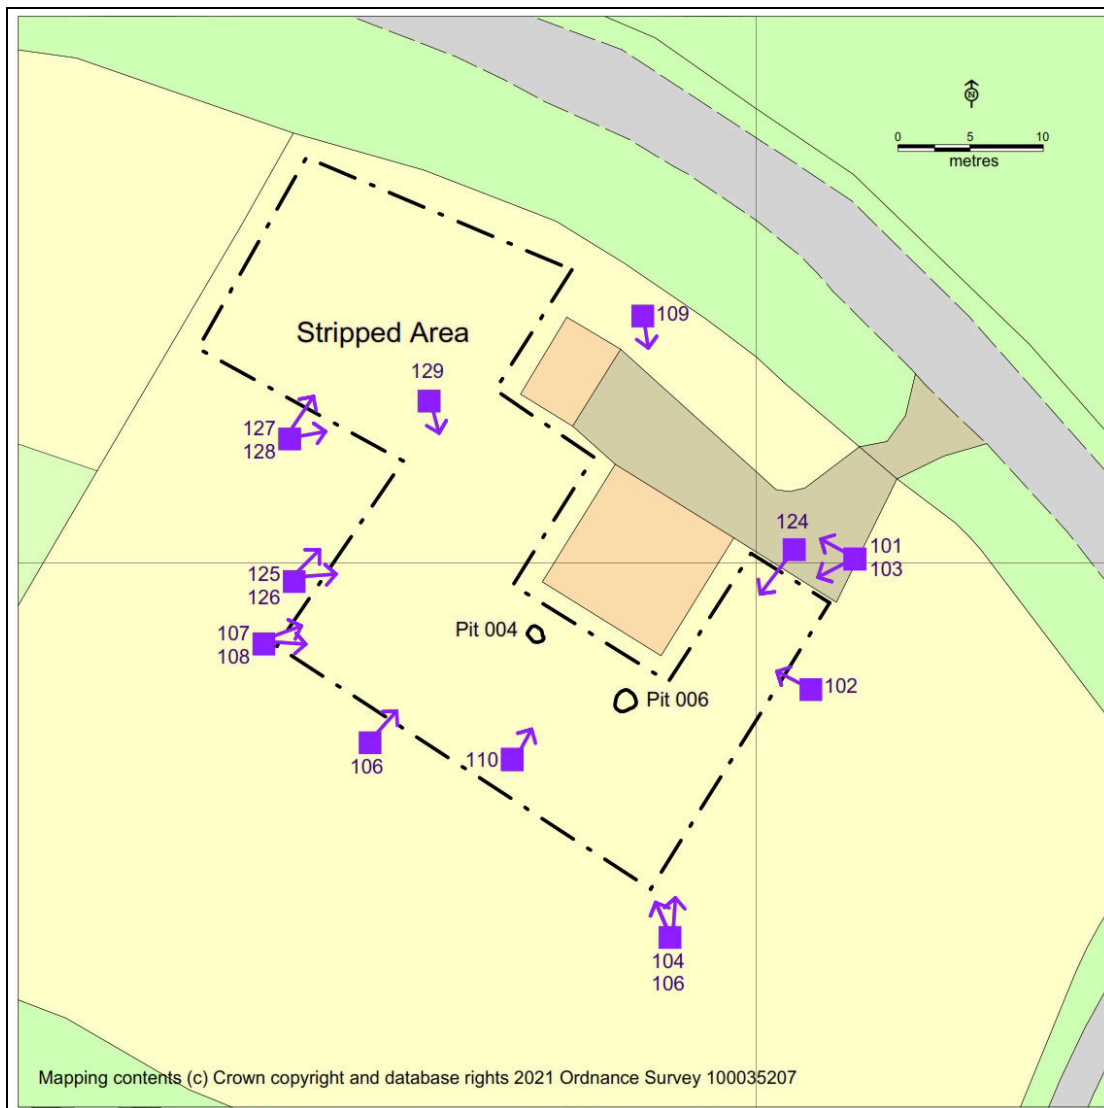 N
0 5 10
metres
109
Stripped Area
129
127
128
124
101
103
125
126
Pit 004
107
108
102
Pit 006
106
110
104
106
Mapping contents (c) Crown copyright and database rights 2021 Ordnance Survey 100035207